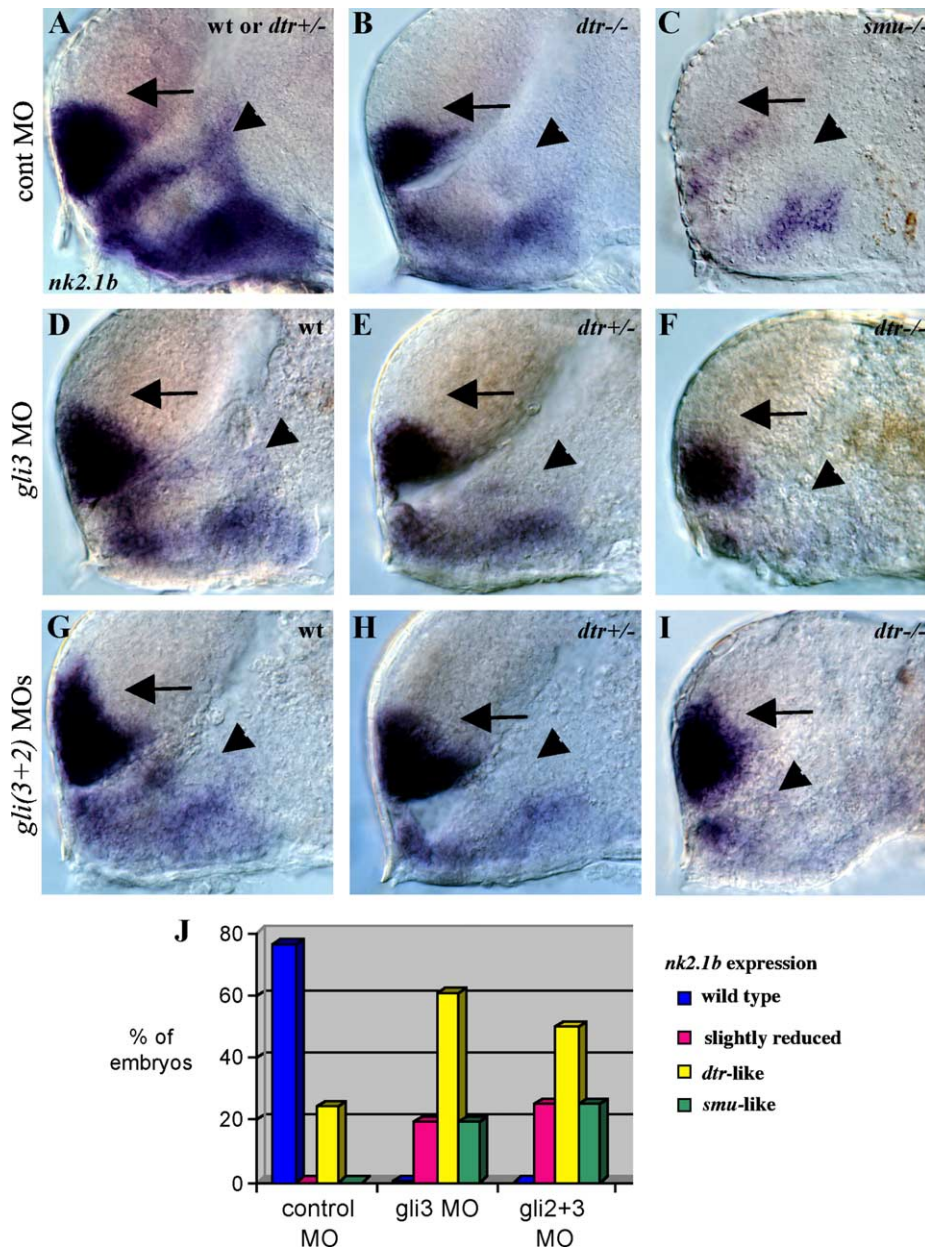 A wt or dtr+/-
B dtr-/-
C smu-/-
cont MO
nk2.1b
D wt
E dtr+/-
F dtr-/-
gli3 MO
G wt
H dtr+/-
I dtr-/-
gli(3+2) MOs
J
80
60
40
20
0
% of
embryos
control
MO
gli3 MO
gli2+3
MO
nk2.1b expression
wild type
slightly reduced
dtr-like
smu-like